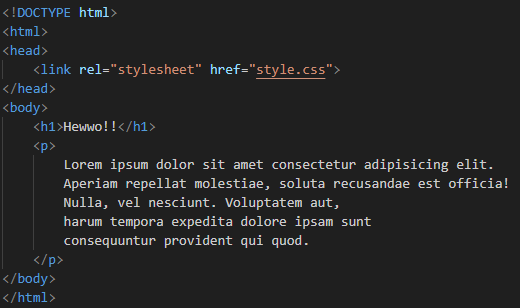 <!DOCTYPE html>
<html>
<head>
<link rel="stylesheet" href="style.css">
</head>
<body>
<h1>Hewwo!!</h1>
<p>
Lorem ipsum dolor sit amet consectetur adipisicing elit.
Aperiam repellat molestiae, soluta recusandae est officia!
Nulla, vel nesciunt. Voluptatem aut,
harum tempora expedita dolore ipsam sunt
consequuntur provident qui quod.
</p>
</body>
</html>